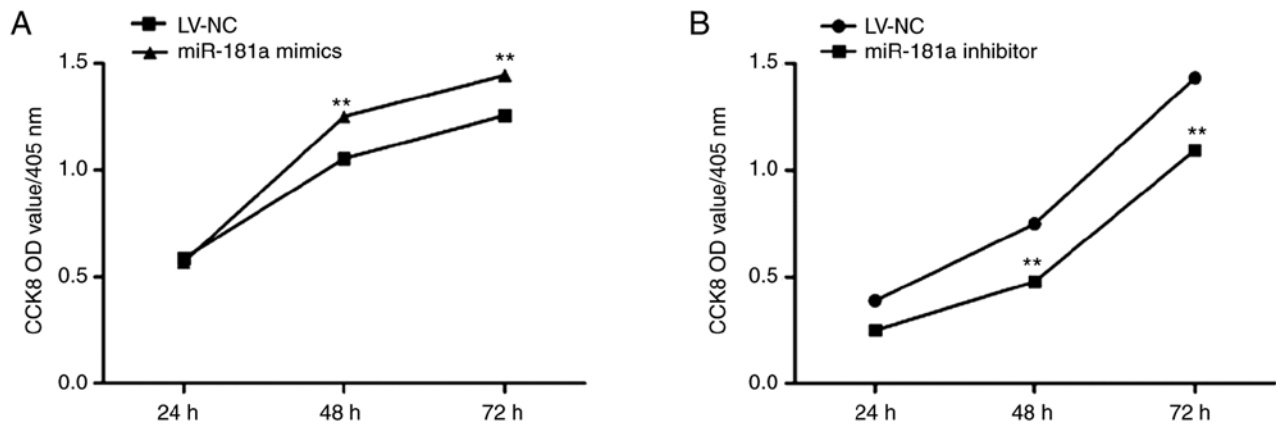 A
LV-NC
miR-181a mimics
CCK8 OD value/405 nm
1.5
1.0
0.5
0.0
**
**
24 h
48 h
72 h
B
LV-NC
miR-181a inhibitor
CCK8 OD value/405 nm
1.5
1.0
0.5
0.0
**
**
24 h
48 h
72 h